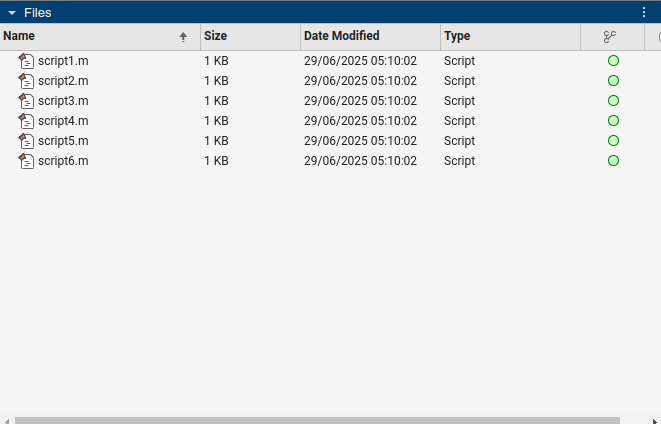 Files
Name Size Date Modified Type
script1.m 1 KB 29/06/2025 05:10:02 Script
script2.m 1 KB 29/06/2025 05:10:02 Script
script3.m 1 KB 29/06/2025 05:10:02 Script
script4.m 1 KB 29/06/2025 05:10:02 Script
script5.m 1 KB 29/06/2025 05:10:02 Script
script6.m 1 KB 29/06/2025 05:10:02 Script